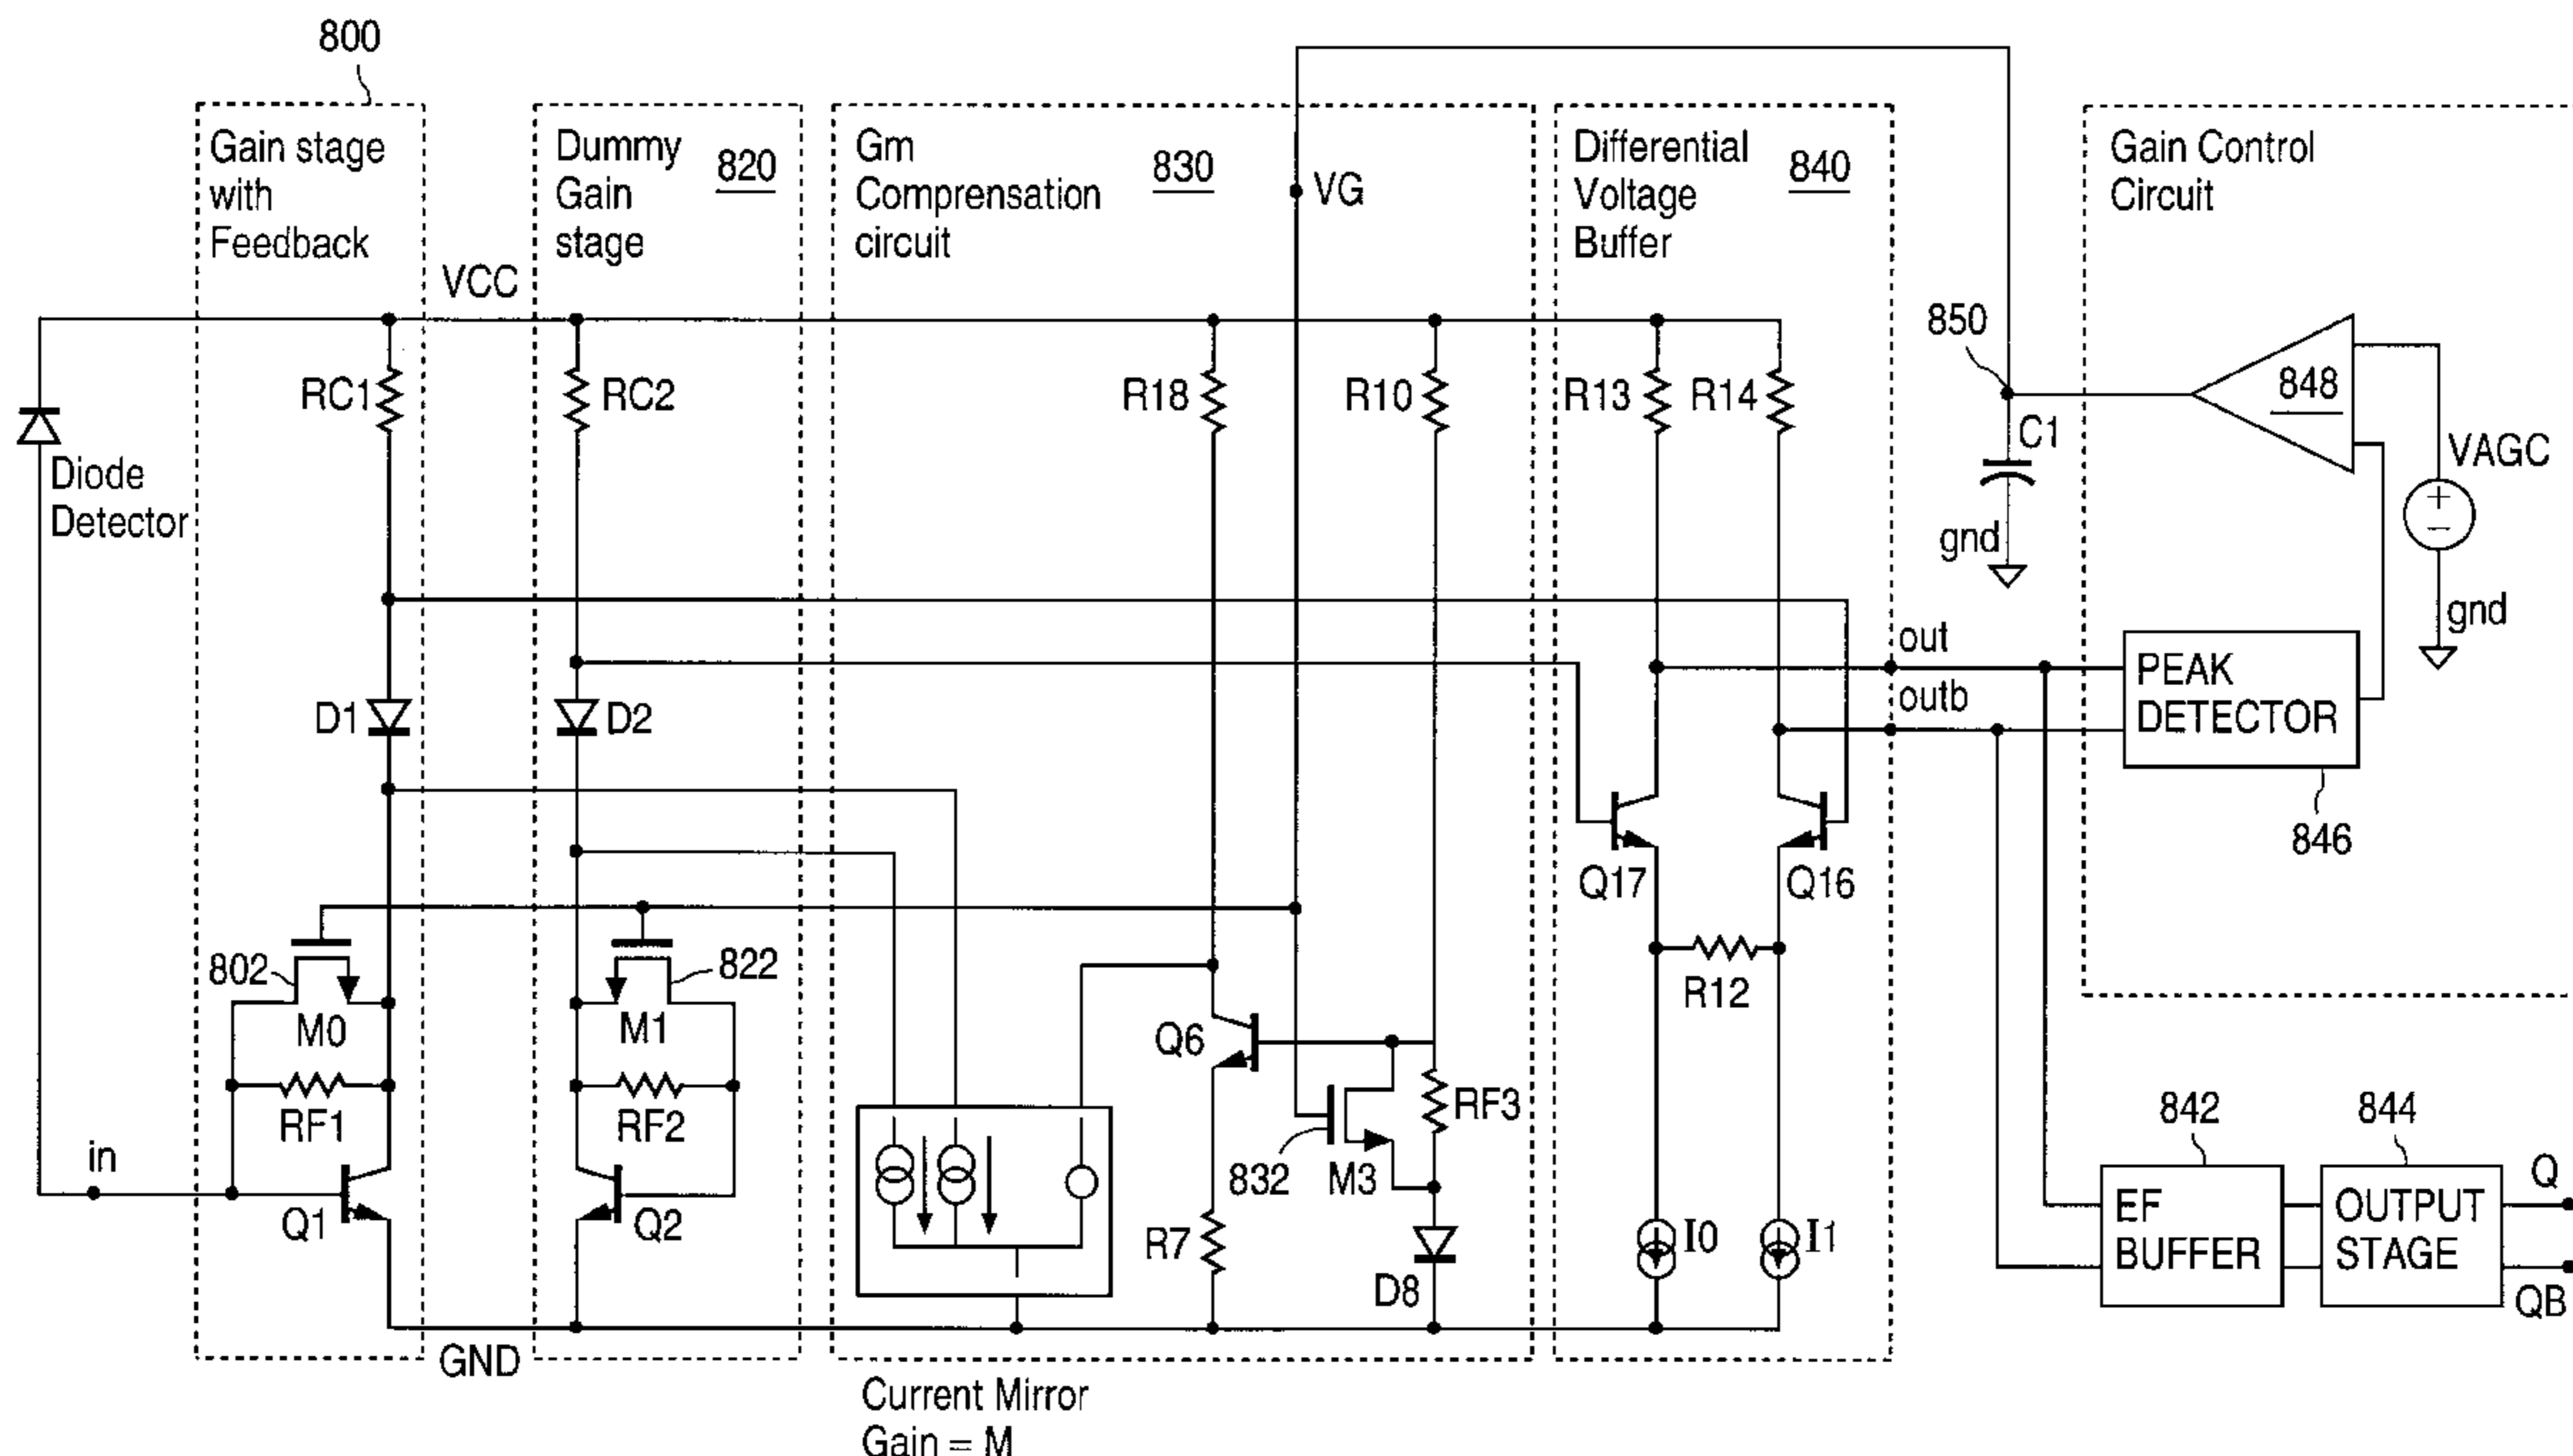 800
Gain stage
with
Feedback
Dummy
Gain
stage
820
Gm
Comprensation
circuit
830
VG
Differential
Voltage
Buffer
840
Gain Control
Circuit
VCC
850
RC1
RC2
R18
R10
R13
R14
848
C1
VAGC
Diode
Detector
+
−
gnd
gnd
out
outb
PEAK
DETECTOR
D1
D2
846
Q17
Q16
802
822
M0
M1
R12
Q6
RF1
RF2
RF3
in
832
M3
842
844
Q1
Q2
R7
D8
I0
I1
EF
BUFFER
OUTPUT
STAGE
Q
QB
GND
Current Mirror
Gain = M